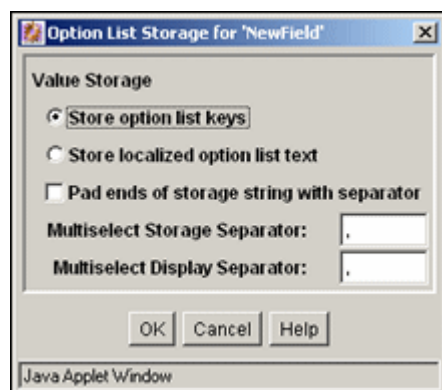 Option List Storage for 'NewField'
Value Storage
Store option list keys
Store localized option list text
Pad ends of storage string with separator
Multiselect Storage Separator: ,
Multiselect Display Separator: ,
OK Cancel Help
Java Applet Window